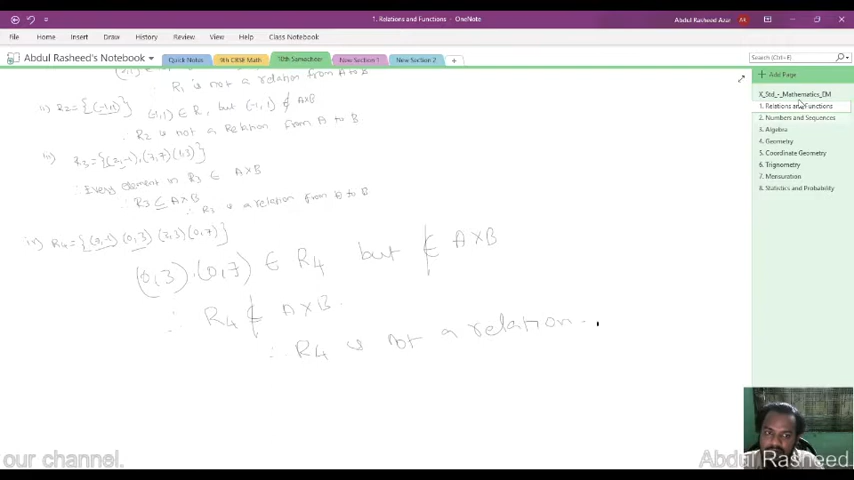 1. Relations and Functions - OneNote
Abdul Rasheed Azar
AR
File Home Insert Draw History Review View Help Class Notebook
Abdul Rasheed's Notebook
Quick Notes
9th CBSE Math
10th Samacheer
New Section 1
New Section 2
Search (Ctrl+E)
Add Page
X_Std_-_Mathematics_EM
1. Relations and Functions
2. Numbers and Sequences
3. Algebra
4. Geometry
5. Coordinate Geometry
6. Trignometry
7. Mensuration
8. Statistics and Probability
∴ R1 is not a relation from A to B
ii) R2 = {(-1,1)} (-1,1) ∈ R, but (-1,1) ∉ A×B
∴ R2 is not a Relation from A to B
iii) R3 = {(2,-1), (7,7) (1,3)}
∴ Every element in R3 ∈ A×B
∴ R3 ⊆ A×B
∴ R3 is a relation from A to B
iv) R4 = {(0,-1) (0,3) (3,3) (0,7)}
(0,3). (0,7) ∈ R4 but ∉ A×B
∴ R4 ⊄ A×B.
∴ R4 is not a relation.
our channel.
Abdul Rasheed